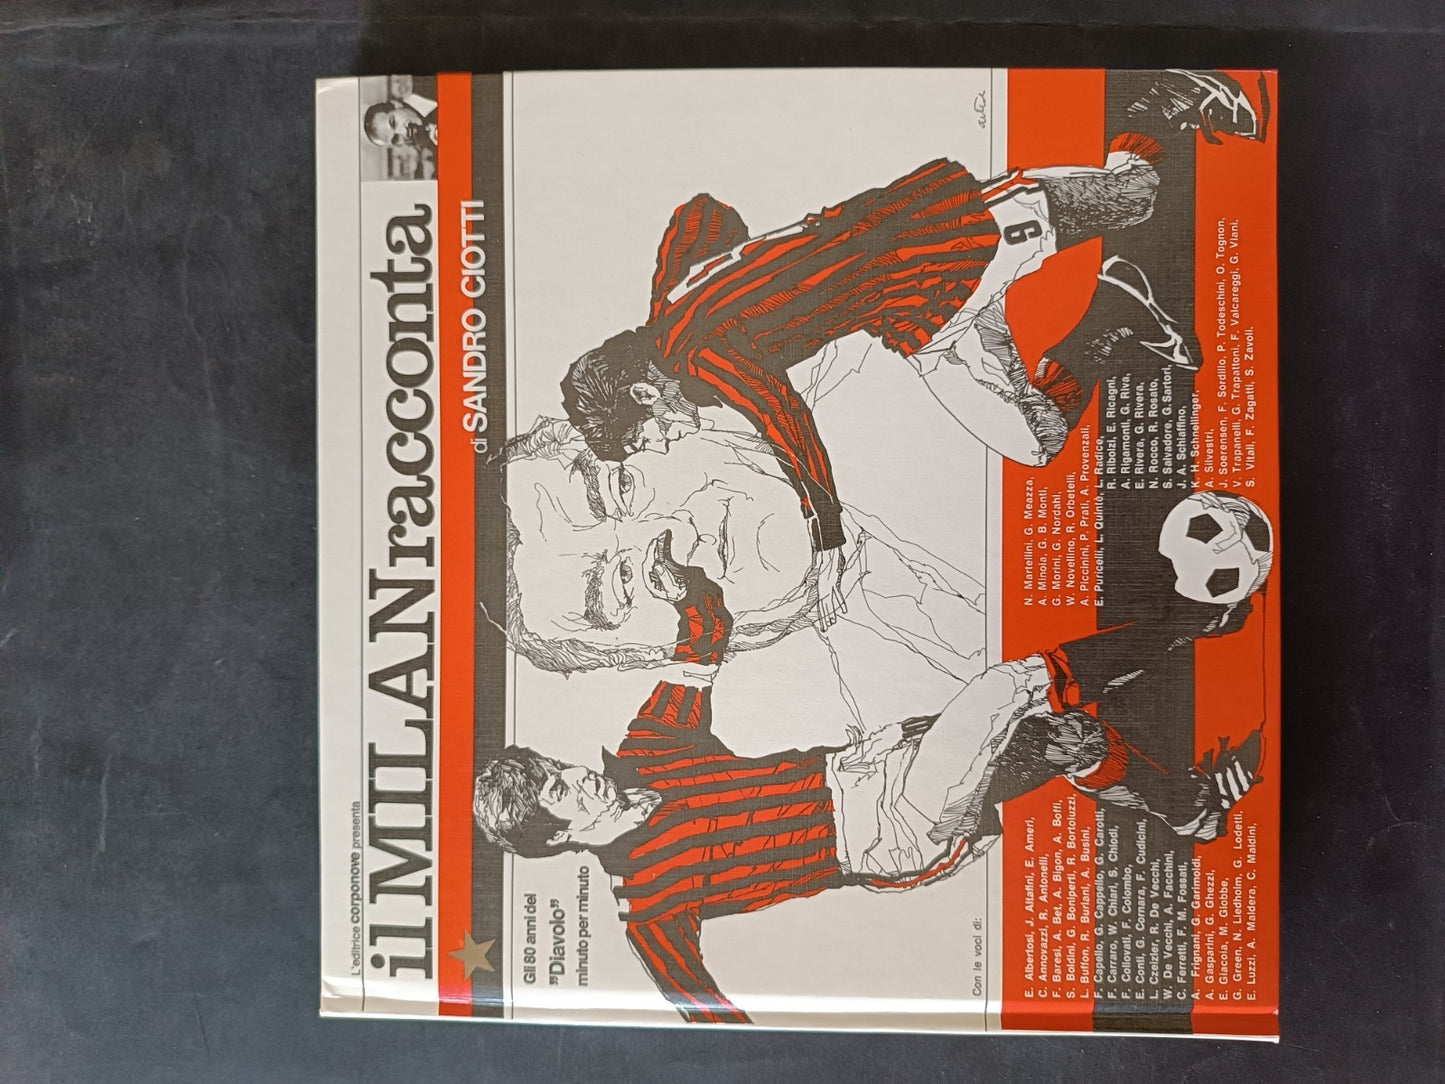 L'editrice corponove presenta
il MILAN racconta
di SANDRO CIOTTI
Gli 80 anni del
"Diavolo"
minuto per minuto
9
Con le voci di:
E. Albertosi, J. Altafini, E. Ameri,
C. Annovazzi, R. Antonelli,
F. Baresi, A. Bet, A. Bigon, A. Boffi,
S. Boldini, G. Boniperti, R. Bortoluzzi,
L. Buffon, R. Burlani, A. Busini,
F. Capello, G. Cappello, G. Carotti,
F. Carraro, W. Chiari, S. Chiodi,
F. Collovati, F. Colombo,
E. Conti, G. Cornara, F. Cudicini,
L. Czeizler, R. De Vecchi,
W. De Vecchi, A. Facchini,
C. Ferretti, F. M. Fossati,
A. Frignani, G. Garimoldi,
A. Gasparini, G. Ghezzi,
E. Giacoia, M. Globbe,
G. Green, N. Liedholm, G. Lodetti,
E. Luzzi, A. Maldera, C. Maldini,
N. Martellini, G. Meazza,
A. Minoia, G. B. Monti,
G. Morini, G. Nordahl,
W. Novellino, R. Orbetelli,
A. Piccinini, P. Prati, A. Provenzali,
E. Puricelli, L. Quintè, L. Radice,
R. Ribolzi, E. Ricagni,
A. Rigamonti, G. Riva,
E. Rivera, G. Rivera,
N. Rocco, R. Rosato,
S. Salvadore, G. Sartori,
J. A. Schiaffino,
K. H. Schnellinger,
A. Silvestri,
J. Soerensen, F. Sordillo, P. Todeschini, O. Tognon,
V. Trapanelli, G. Trapattoni, F. Valcareggi, G. Viani,
S. Vitali, F. Zagatti, S. Zavoli.